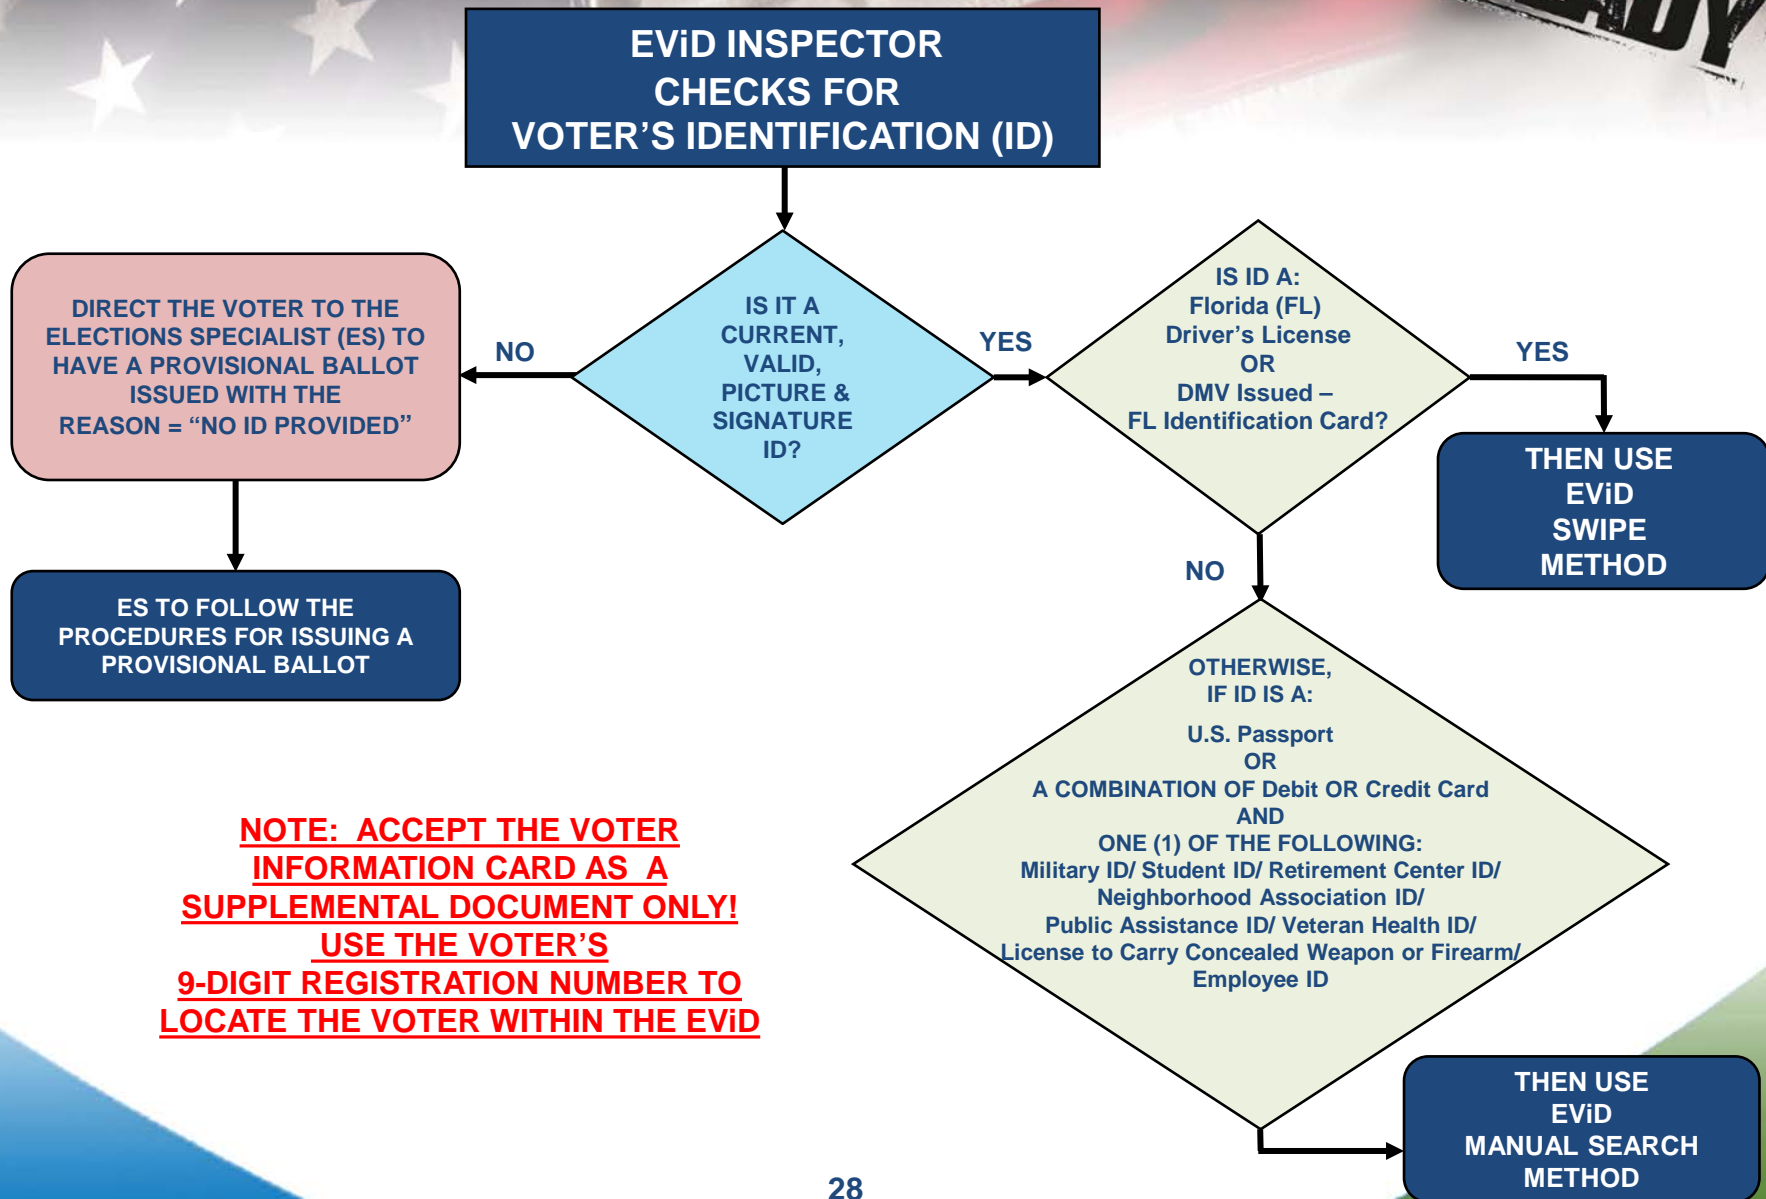 EViD INSPECTOR
CHECKS FOR
VOTER'S IDENTIFICATION (ID)
DIRECT THE VOTER TO THE
ELECTIONS SPECIALIST (ES) TO
HAVE A PROVISIONAL BALLOT
ISSUED WITH THE
REASON = “NO ID PROVIDED”
NO
IS IT A
CURRENT,
VALID,
PICTURE &
SIGNATURE
ID?
YES
IS ID A:
Florida (FL)
Driver's License
OR
DMV Issued –
FL Identification Card?
YES
THEN USE
EViD
SWIPE
METHOD
ES TO FOLLOW THE
PROCEDURES FOR ISSUING A
PROVISIONAL BALLOT
NO
OTHERWISE,
IF ID IS A:
U.S. Passport
OR
A COMBINATION OF Debit OR Credit Card
AND
ONE (1) OF THE FOLLOWING:
Military ID/ Student ID/ Retirement Center ID/
Neighborhood Association ID/
Public Assistance ID/ Veteran Health ID/
License to Carry Concealed Weapon or Firearm/
Employee ID
NOTE: ACCEPT THE VOTER
INFORMATION CARD AS A
SUPPLEMENTAL DOCUMENT ONLY!
USE THE VOTER'S
9-DIGIT REGISTRATION NUMBER TO
LOCATE THE VOTER WITHIN THE EViD
THEN USE
EViD
MANUAL SEARCH
METHOD
28